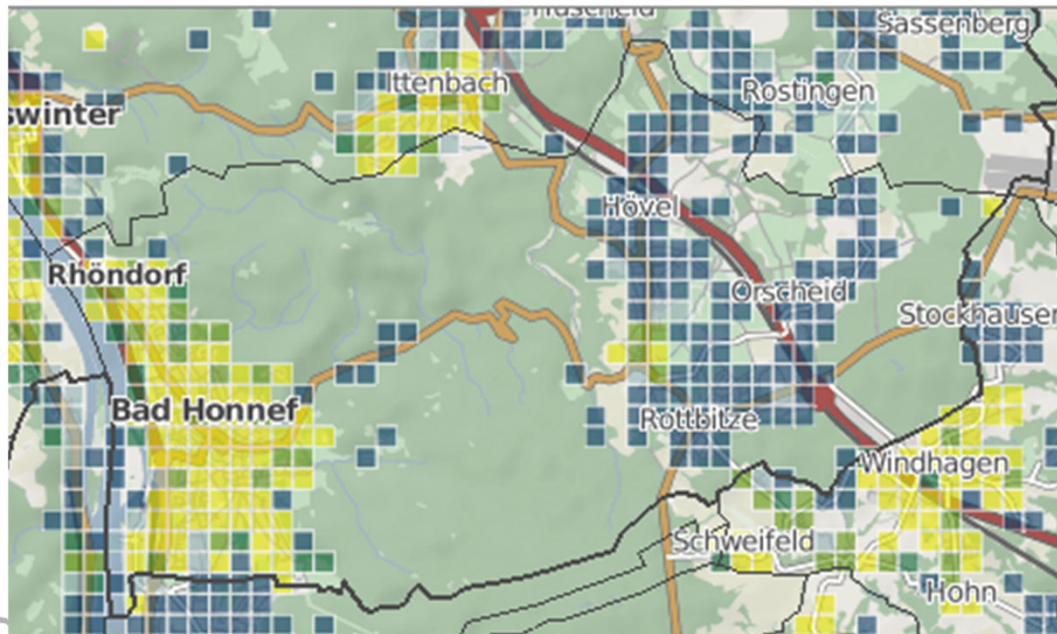 Sassenberg
Ittenbach
Rostingen
swinter
Hövel
Rhöndorf
Orscheid
Stockhausen
Bad Honnef
Rottbitze
Windhagen
Schweifeld
Hohn